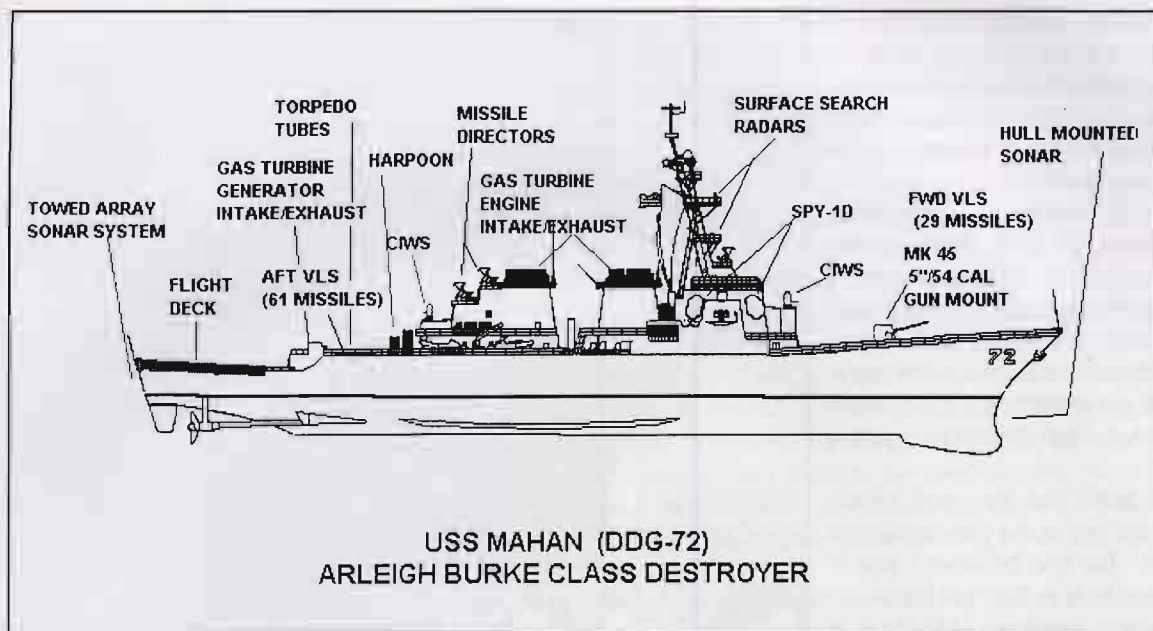 TORPEDO
TUBES
MISSILE
DIRECTORS
SURFACE SEARCH
RADARS
HULL MOUNTED
SONAR
HARPOON
GAS TURBINE
GENERATOR
INTAKE/EXHAUST
GAS TURBINE
ENGINE
INTAKE/EXHAUST
TOWED ARRAY
SONAR SYSTEM
FWD VLS
(29 MISSILES)
SPY-1D
CIWS
MK 45
5"/54 CAL
GUN MOUNT
CIWS
FLIGHT
DECK
AFT VLS
(61 MISSILES)
72
USS MAHAN (DDG-72)
ARLEIGH BURKE CLASS DESTROYER